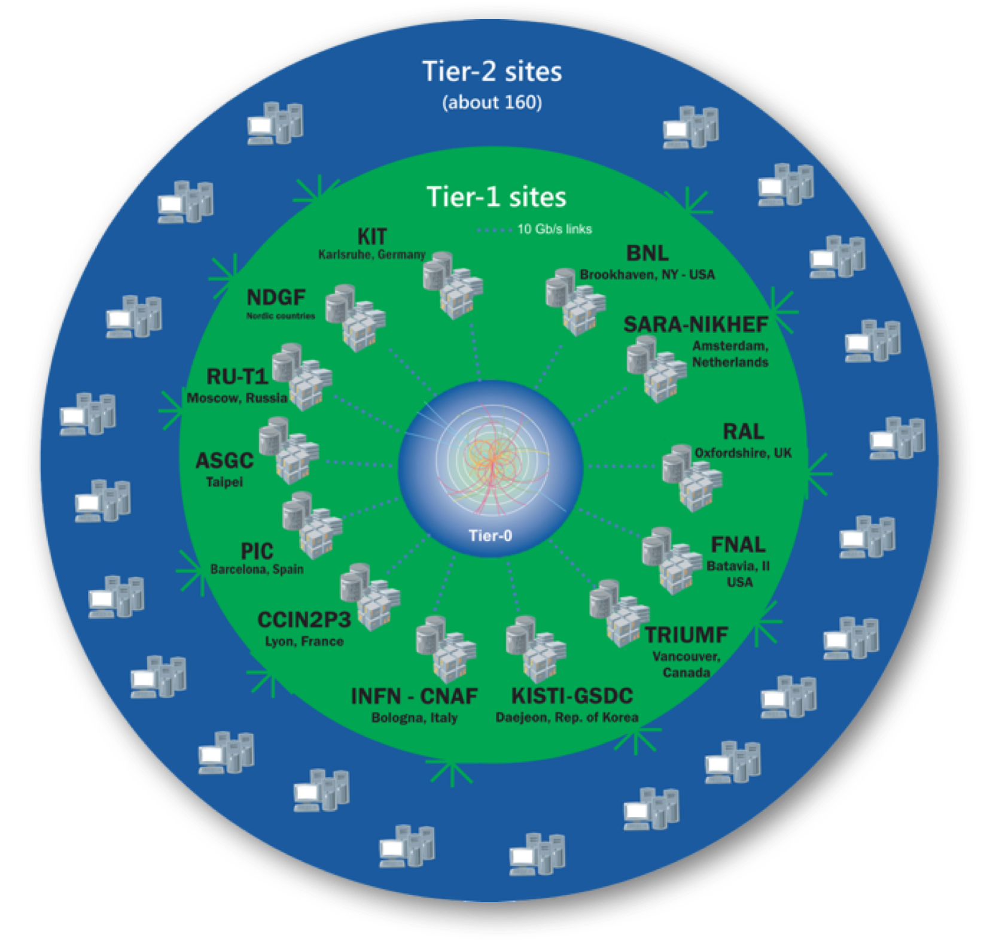 Tier-2 sites
(about 160)
Tier-1 sites
10 Gb/s links
KIT
Karlsruhe, Germany
BNL
Brookhaven, NY - USA
NDGF
Nordic countries
SARA-NIKHEF
Amsterdam,
Netherlands
RU-T1
Moscow, Russia
RAL
Oxfordshire, UK
ASGC
Taipei
Tier-0
PIC
Barcelona, Spain
FNAL
Batavia, Il
USA
CCIN2P3
Lyon, France
TRIUMF
Vancouver,
Canada
INFN - CNAF
Bologna, Italy
KISTI-GSDC
Daejeon, Rep. of Korea